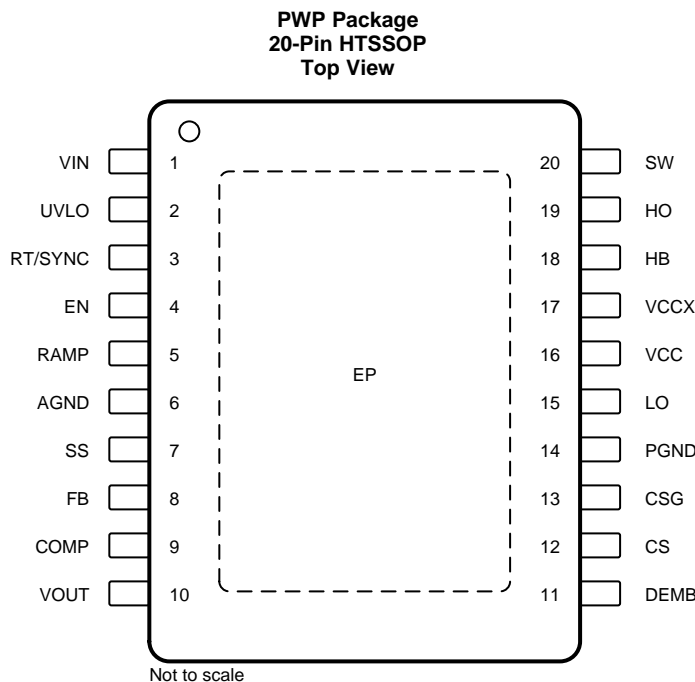 PWP Package
20-Pin HTSSOP
Top View
VIN 1 20 SW
UVLO 2 19 HO
RT/SYNC 3 18 HB
EN 4 17 VCCX
RAMP 5 16 VCC
EP
AGND 6 15 LO
SS 7 14 PGND
FB 8 13 CSG
COMP 9 12 CS
VOUT 10 11 DEMB
Not to scale